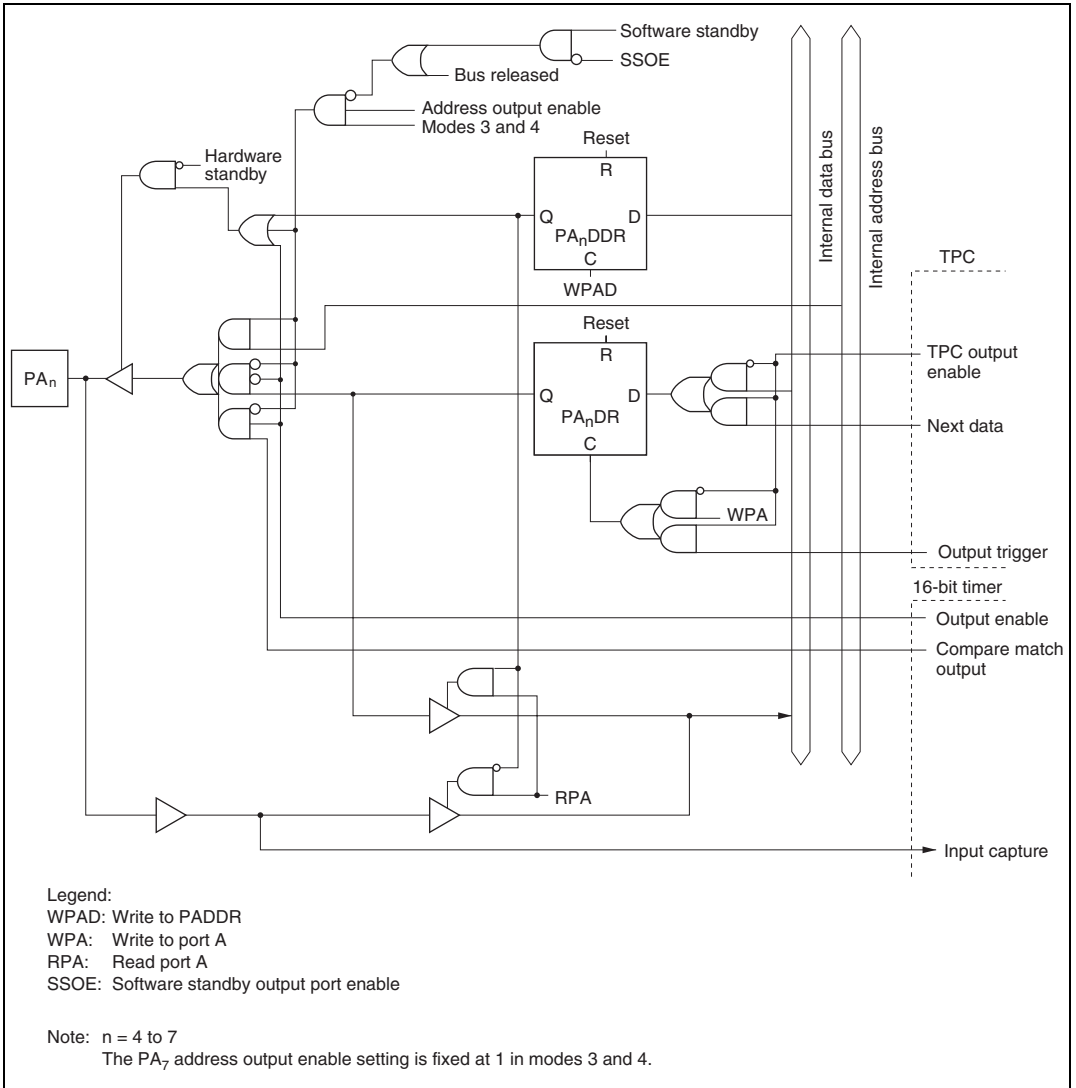 Software standby
SSOE
Bus released
Address output enable
Modes 3 and 4
Hardware
standby
Reset
R
Q
D
PAnDDR
C
WPAD
Internal data bus
Internal address bus
TPC
Reset
R
Q
D
PAnDR
C
TPC output
enable
Next data
PAn
WPA
Output trigger
16-bit timer
Output enable
Compare match
output
RPA
Input capture
Legend:
WPAD: Write to PADDR
WPA: Write to port A
RPA: Read port A
SSOE: Software standby output port enable
Note: n = 4 to 7
The PA7 address output enable setting is fixed at 1 in modes 3 and 4.